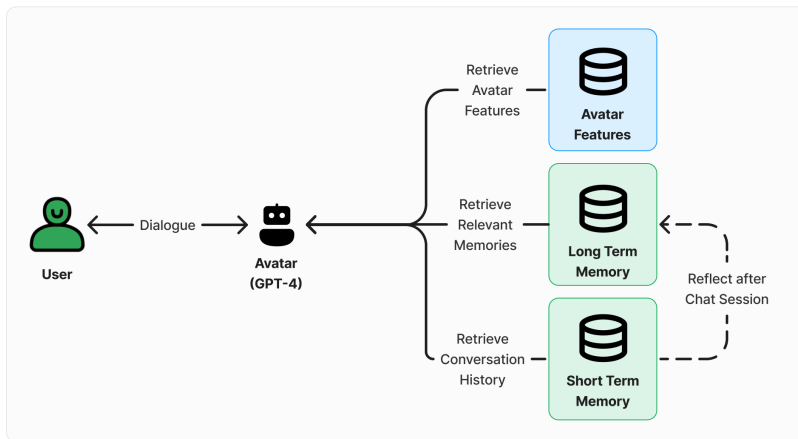 User
Dialogue
Avatar
(GPT-4)
Retrieve
Avatar
Features
Avatar
Features
Retrieve
Relevant
Memories
Long Term
Memory
Reflect after
Chat Session
Retrieve
Conversation
History
Short Term
Memory